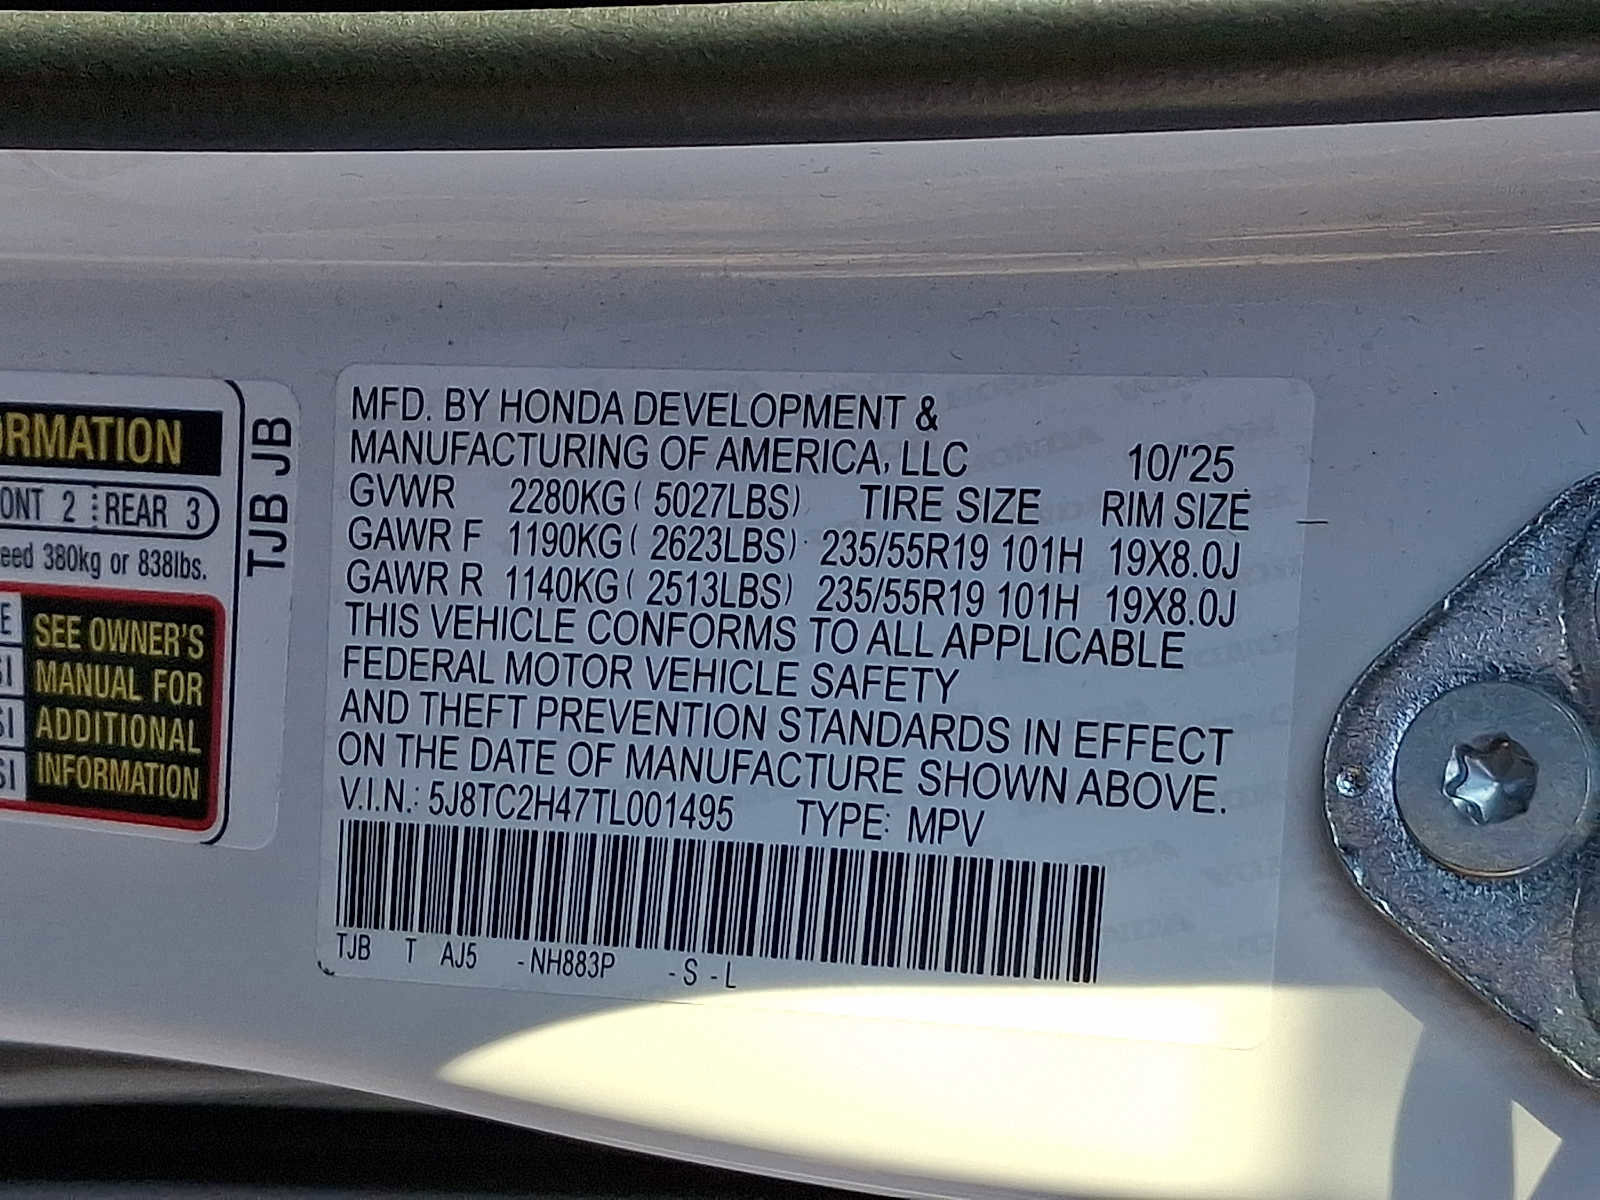 ORMATION
ONT 2 REAR 3
eed 380kg or 838lbs.
E
SI
SI
SI
SEE OWNER'S
MANUAL FOR
ADDITIONAL
INFORMATION
TJB JB
MFD. BY HONDA DEVELOPMENT &
MANUFACTURING OF AMERICA, LLC 10/'25
GVWR 2280KG ( 5027LBS) TIRE SIZE RIM SIZE
GAWR F 1190KG ( 2623LBS) 235/55R19 101H 19X8.0J
GAWR R 1140KG ( 2513LBS) 235/55R19 101H 19X8.0J
THIS VEHICLE CONFORMS TO ALL APPLICABLE
FEDERAL MOTOR VEHICLE SAFETY
AND THEFT PREVENTION STANDARDS IN EFFECT
ON THE DATE OF MANUFACTURE SHOWN ABOVE.
V.I.N.: 5J8TC2H47TL001495 TYPE: MPV
TJB T AJ5 -NH883P -S-L